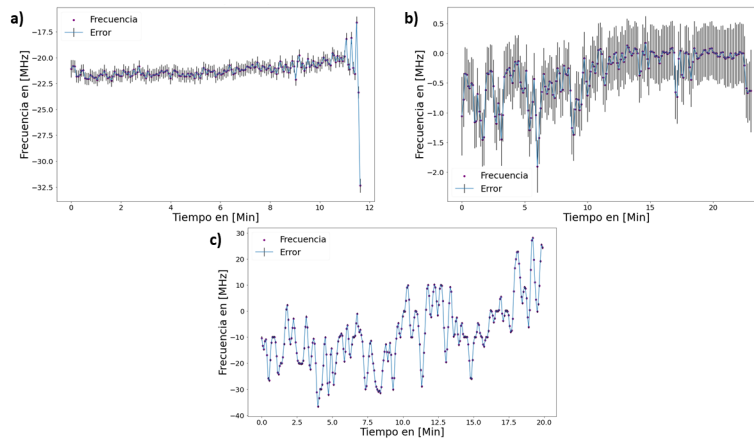 a)
Frecuencia
Error
−17.5
−20.0
−22.5
−25.0
−27.5
−30.0
−32.5
Frecuencia en [MHz]
0 2 4 6 8 10 12
Tiempo en [Min]
b)
0.5
0.0
−0.5
−1.0
−1.5
−2.0
Frecuencia en [MHz]
Frecuencia
Error
0 5 10 15 20
Tiempo en [Min]
c)
Frecuencia
Error
30
20
10
0
−10
−20
−30
−40
Frecuencia en [MHz]
0.0 2.5 5.0 7.5 10.0 12.5 15.0 17.5 20.0
Tiempo en [Min]